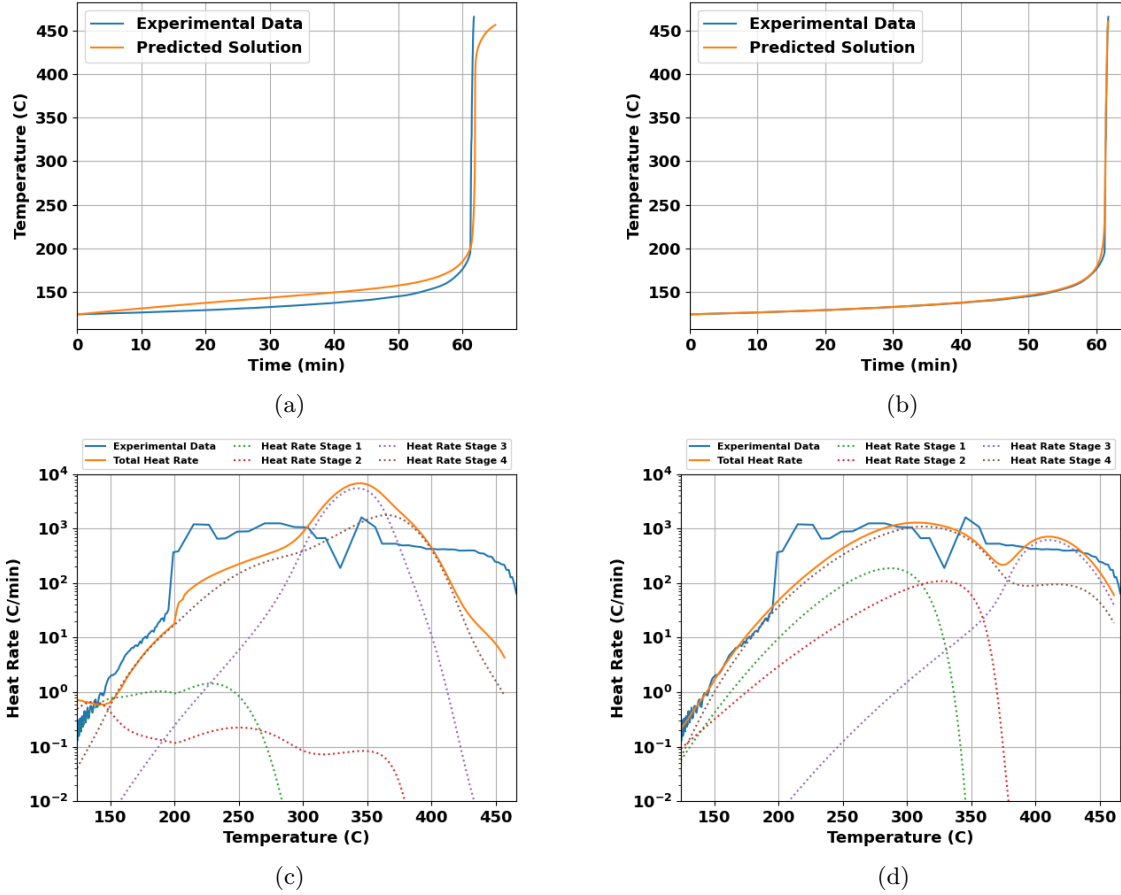 Experimental Data
Predicted Solution
450
400
350
300
250
200
150
Temperature (C)
0 10 20 30 40 50 60
Time (min)
(a)
Experimental Data
Predicted Solution
450
400
350
300
250
200
150
Temperature (C)
0 10 20 30 40 50 60
Time (min)
(b)
Experimental Data Heat Rate Stage 1 Heat Rate Stage 3
Total Heat Rate Heat Rate Stage 2 Heat Rate Stage 4
10⁴
10³
10²
10¹
10⁰
10⁻¹
10⁻²
Heat Rate (C/min)
150 200 250 300 350 400 450
Temperature (C)
(c)
Experimental Data Heat Rate Stage 1 Heat Rate Stage 3
Total Heat Rate Heat Rate Stage 2 Heat Rate Stage 4
10⁴
10³
10²
10¹
10⁰
10⁻¹
10⁻²
Heat Rate (C/min)
150 200 250 300 350 400 450
Temperature (C)
(d)